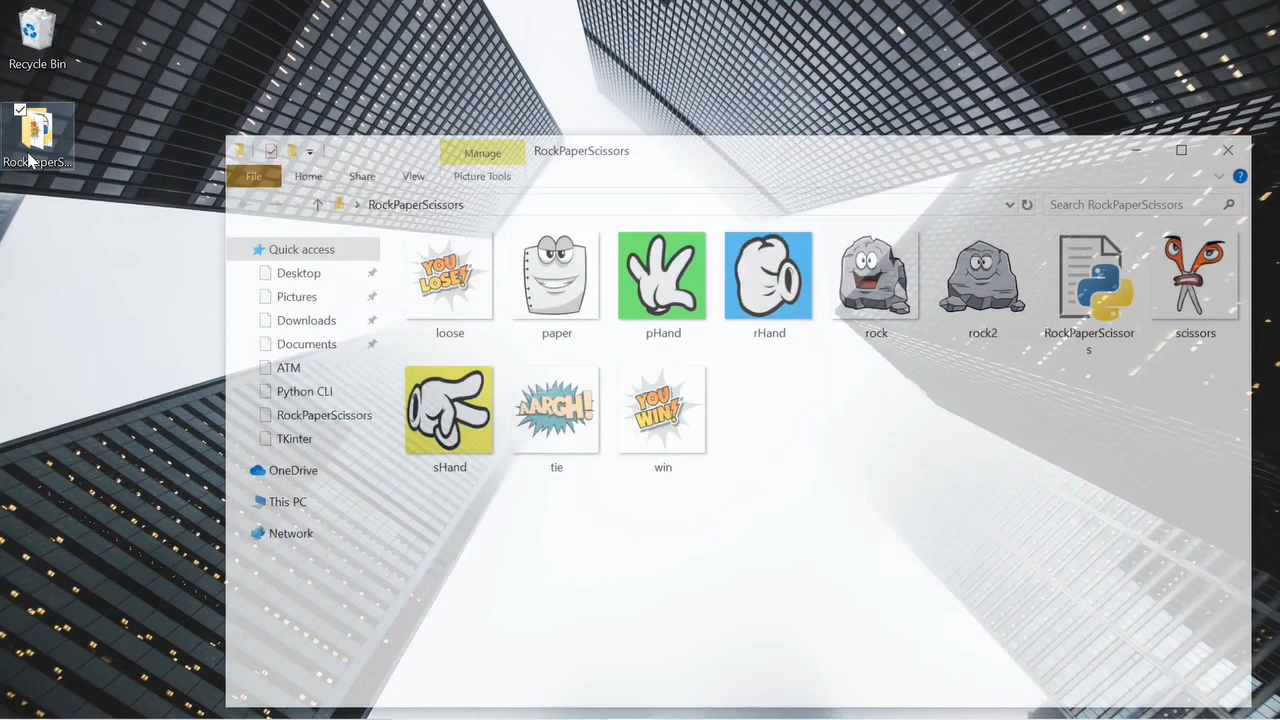 Recycle Bin
RockPaperS...
Manage
RockPaperScissors
File
Home
Share
View
Picture Tools
RockPaperScissors
Search RockPaperScissors
Quick access
Desktop
Pictures
Downloads
Documents
ATM
Python CLI
RockPaperScissors
TKinter
OneDrive
This PC
Network
YOU
LOSE!
loose
paper
pHand
rHand
rock
rock2
RockPaperScissor
s
scissors
sHand
AARGH!
tie
YOU
WIN!
win